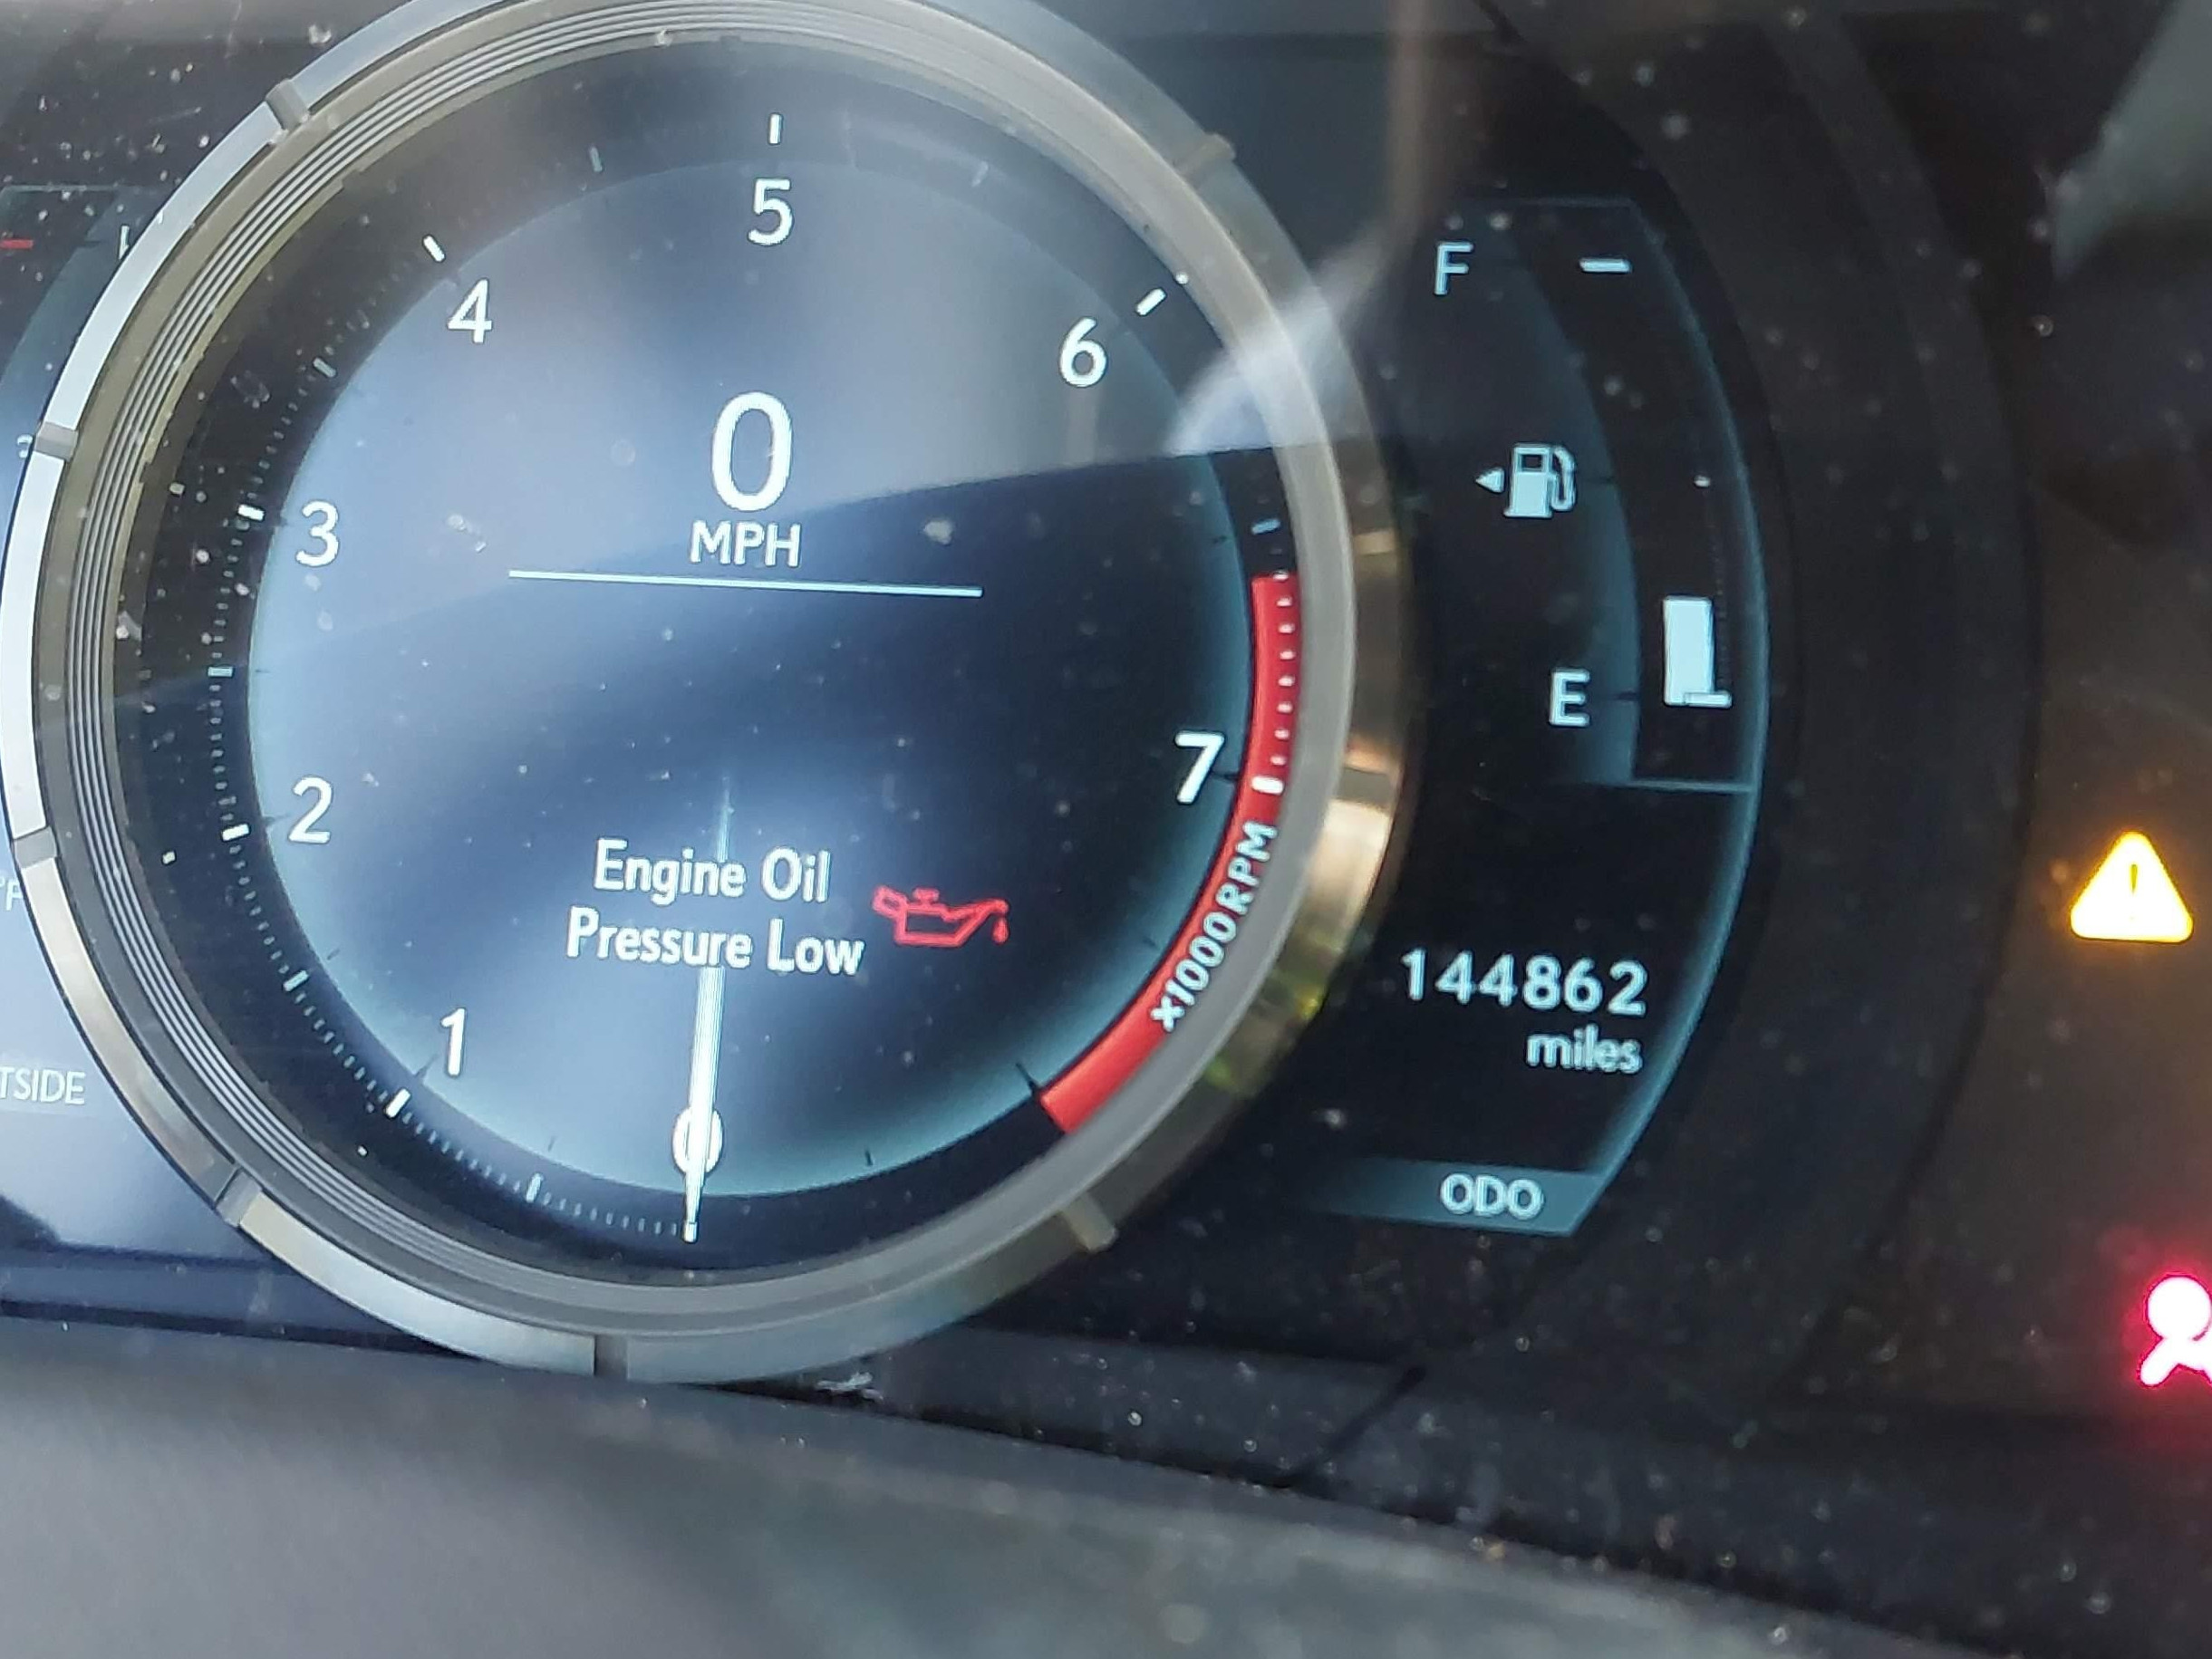 5
4
6
3
0
MPH
2
7
Engine Oil
Pressure Low
1
0
x1000RPM
F
E
144862
miles
ODO
°F
TSIDE